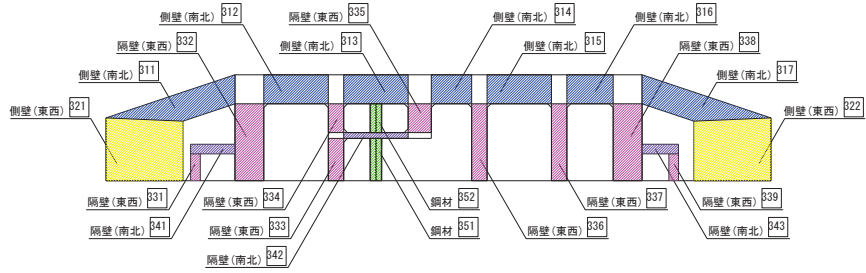 側壁(南北) 312
隔壁(東西) 335
側壁(南北) 314
側壁(南北) 316
隔壁(東西) 332
側壁(南北) 313
側壁(南北) 315
隔壁(東西) 338
側壁(南北) 311
側壁(南北) 317
側壁(東西) 321
側壁(東西) 322
隔壁(東西) 331
隔壁(東西) 334
鋼材 352
隔壁(東西) 337
隔壁(東西) 339
隔壁(南北) 341
隔壁(東西) 333
鋼材 351
隔壁(東西) 336
隔壁(南北) 343
隔壁(南北) 342